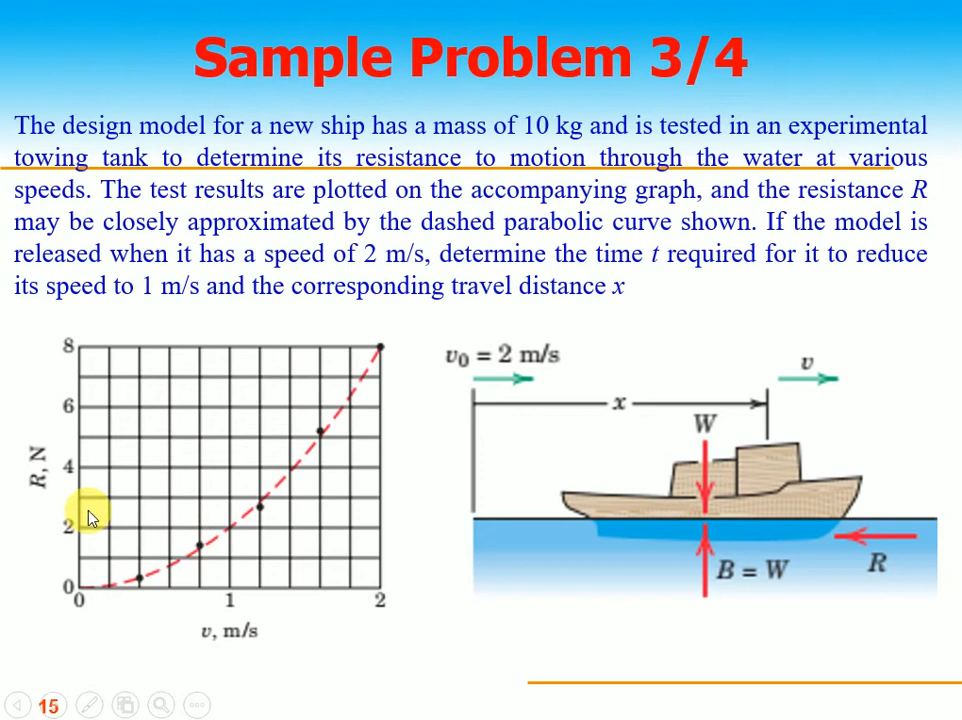 Sample Problem 3/4
The design model for a new ship has a mass of 10 kg and is tested in an experimental
towing tank to determine its resistance to motion through the water at various
speeds. The test results are plotted on the accompanying graph, and the resistance R
may be closely approximated by the dashed parabolic curve shown. If the model is
released when it has a speed of 2 m/s, determine the time t required for it to reduce
its speed to 1 m/s and the corresponding travel distance x
8
6
4
2
0
R, N
0 1 2
v, m/s
v₀ = 2 m/s
v
x
W
B = W
R
15